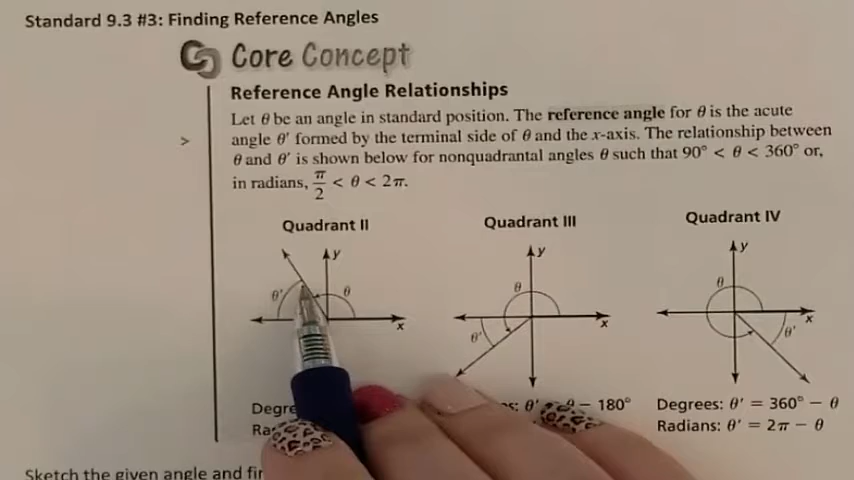 Standard 9.3 #3: Finding Reference Angles
Core Concept
Reference Angle Relationships
Let θ be an angle in standard position. The reference angle for θ is the acute
angle θ' formed by the terminal side of θ and the x-axis. The relationship between
θ and θ' is shown below for nonquadrantal angles θ such that 90° < θ < 360° or,
in radians, π/2 < θ < 2π.
Quadrant II
Quadrant III
Quadrant IV
y
θ'
θ
x
y
θ
θ'
x
y
θ
θ'
x
θ' θ − 180°
Degrees: θ' = 360° − θ
Radians: θ' = 2π − θ
Sketch the given angle and